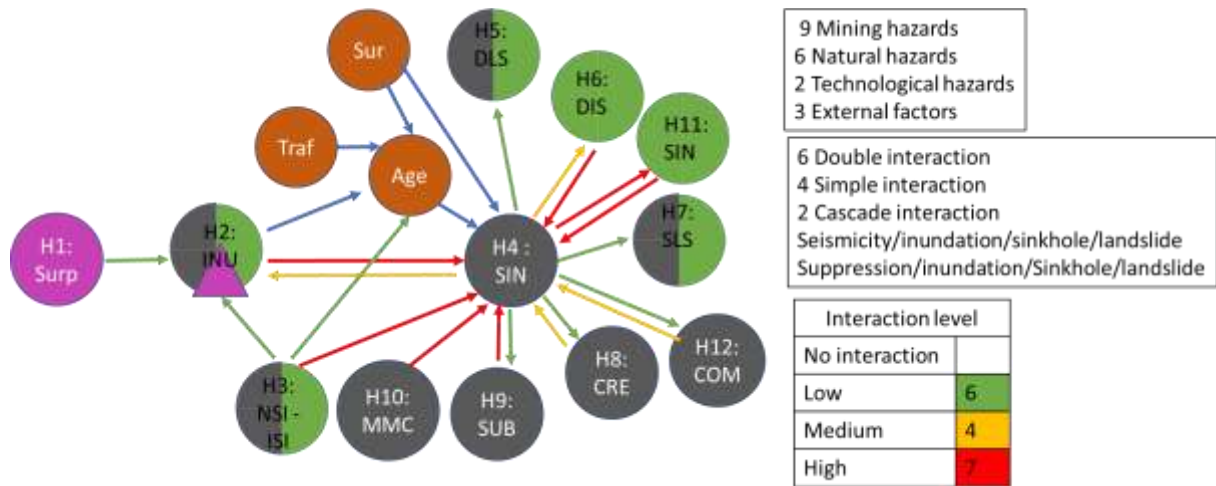 Sur
H5:
DLS
H6:
DIS
H11:
SIN
Traf
Age
H7:
SLS
H1:
Surp
H2:
INU
H4 :
SIN
H3:
NSI -
ISI
H10:
MMC
H9:
SUB
H8:
CRE
H12:
COM
9 Mining hazards
6 Natural hazards
2 Technological hazards
3 External factors
6 Double interaction
4 Simple interaction
2 Cascade interaction
Seismicity/inundation/sinkhole/landslide
Suppression/inundation/Sinkhole/landslide
Interaction level
No interaction
Low 6
Medium 4
High 7